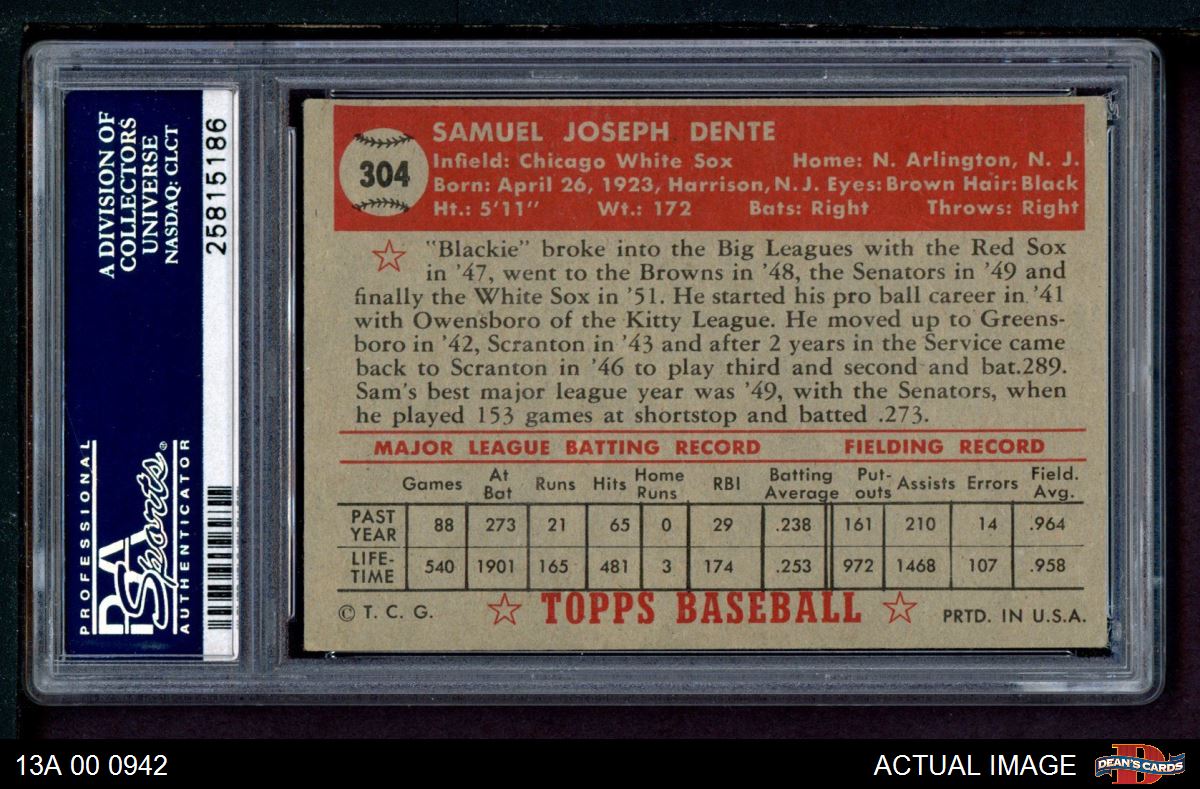 A DIVISION OF
COLLECTORS
UNIVERSE
NASDAQ: CLCT
25815186
PROFESSIONAL
PSA
Sports®
AUTHENTICATOR
304
SAMUEL JOSEPH DENTE
Infield: Chicago White Sox Home: N. Arlington, N. J.
Born: April 26, 1923, Harrison, N. J. Eyes: Brown Hair: Black
Ht.: 5'11" Wt.: 172 Bats: Right Throws: Right
"Blackie" broke into the Big Leagues with the Red Sox
in '47, went to the Browns in '48, the Senators in '49 and
finally the White Sox in '51. He started his pro ball career in '41
with Owensboro of the Kitty League. He moved up to Greens-
boro in '42, Scranton in '43 and after 2 years in the Service came
back to Scranton in '46 to play third and second and bat.289.
Sam's best major league year was '49, with the Senators, when
he played 153 games at shortstop and batted .273.
MAJOR LEAGUE BATTING RECORD FIELDING RECORD
Games At Bat Runs Hits Home Runs RBI Batting Average Put-outs Assists Errors Field. Avg.
PAST YEAR 88 273 21 65 0 29 .238 161 210 14 .964
LIFE-TIME 540 1901 165 481 3 174 .253 972 1468 107 .958
© T. C. G. TOPPS BASEBALL PRTD. IN U.S.A.
13A 00 0942 ACTUAL IMAGE
D
DEAN'S CARDS